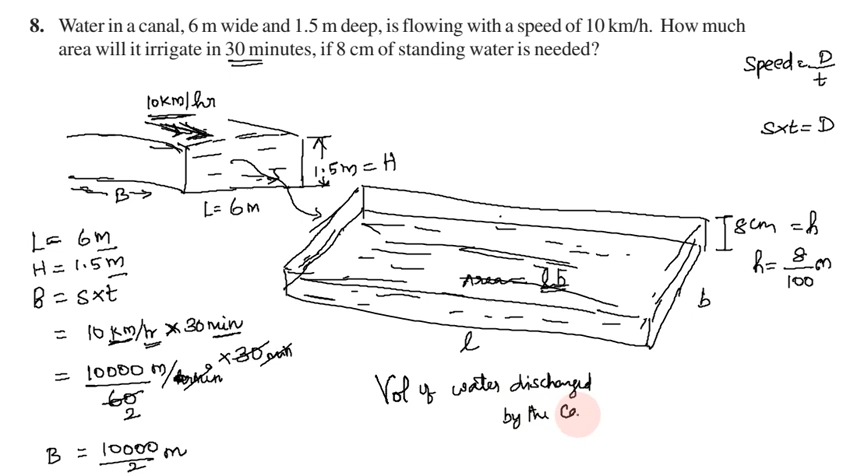 8. Water in a canal, 6 m wide and 1.5 m deep, is flowing with a speed of 10 km/h. How much
area will it irrigate in 30 minutes, if 8 cm of standing water is needed?
Speed = D/t
s×t = D
10km/hr
1.5m = H
B→
L = 6m
8cm = h
h = 8/100 m
Area = l.b
b
l
L = 6m
H = 1.5m
B = s×t
= 10 km/hr × 30 min
= 10000 m/60 min × 30 min
2
B = 10000/2 m
Vol of water discharged
by the Ca